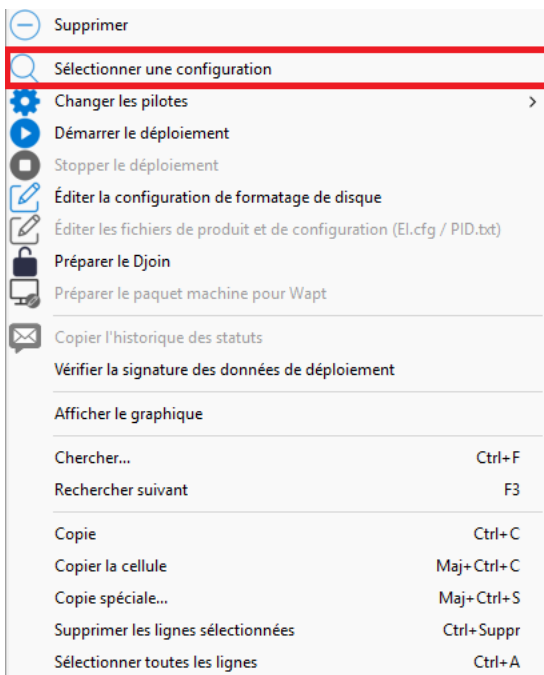 Supprimer
Sélectionner une configuration
Changer les pilotes
Démarrer le déploiement
Stopper le déploiement
Éditer la configuration de formatage de disque
Éditer les fichiers de produit et de configuration (EI.cfg / PID.txt)
Préparer le Djoin
Préparer le paquet machine pour Wapt
Copier l'historique des statuts
Vérifier la signature des données de déploiement
Afficher le graphique
Chercher... Ctrl+F
Rechercher suivant F3
Copie Ctrl+C
Copier la cellule Maj+Ctrl+C
Copie spéciale... Maj+Ctrl+S
Supprimer les lignes sélectionnées Ctrl+Suppr
Sélectionner toutes les lignes Ctrl+A